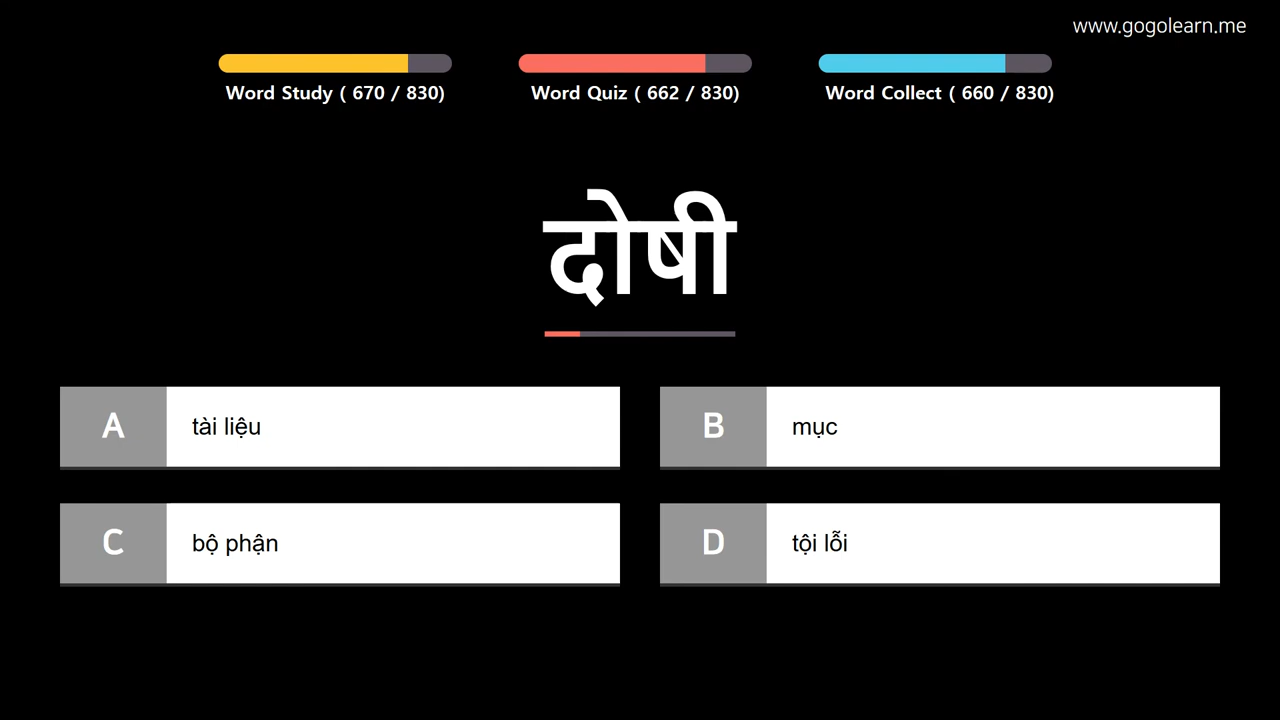 www.gogolearn.me
Word Study ( 670 / 830)
Word Quiz ( 662 / 830)
Word Collect ( 660 / 830)
दोषी
A tài liệu
B mục
C bộ phận
D tội lỗi